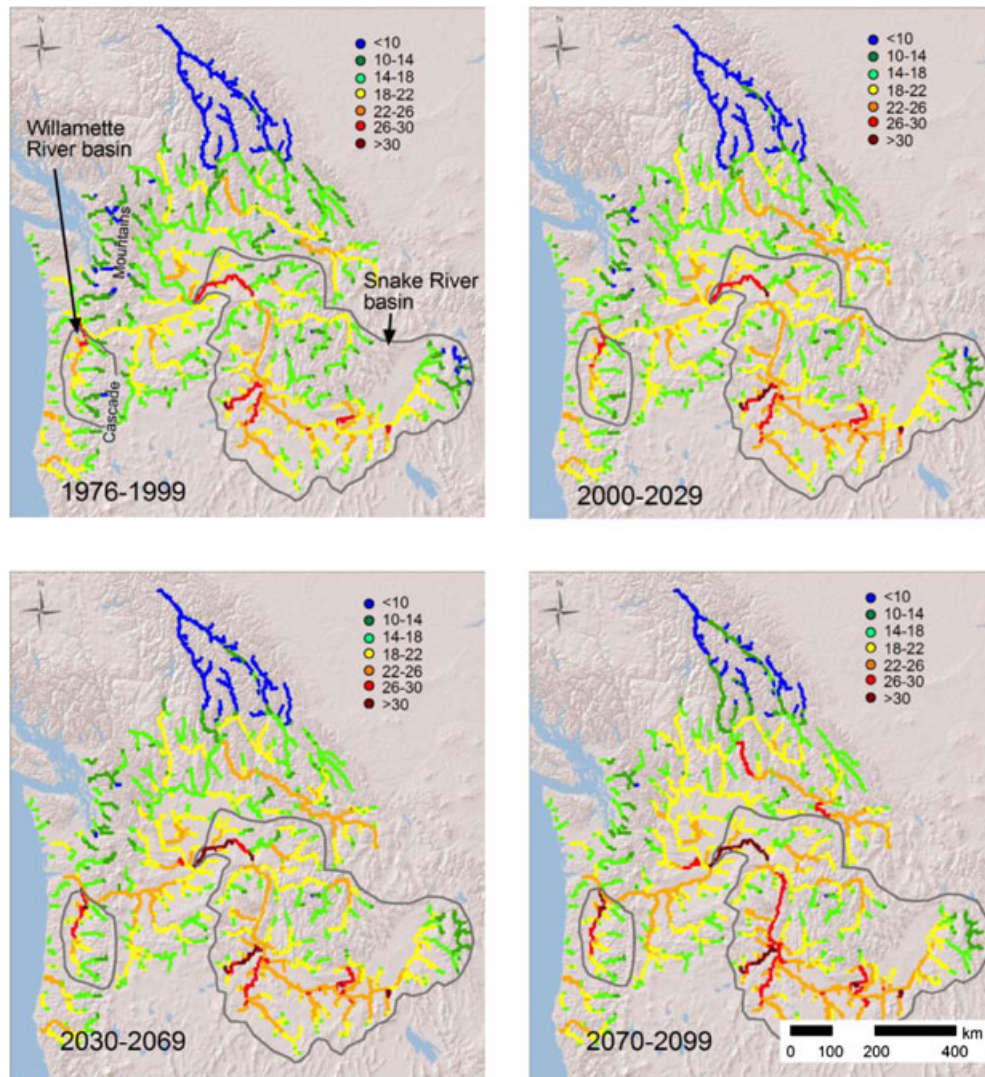 N
<10
10-14
14-18
18-22
22-26
26-30
>30
Willamette
River basin
Mountains
Cascade
Snake River
basin
1976-1999
N
<10
10-14
14-18
18-22
22-26
26-30
>30
2000-2029
N
<10
10-14
14-18
18-22
22-26
26-30
>30
2030-2069
N
<10
10-14
14-18
18-22
22-26
26-30
>30
2070-2099
km
0 100 200 400